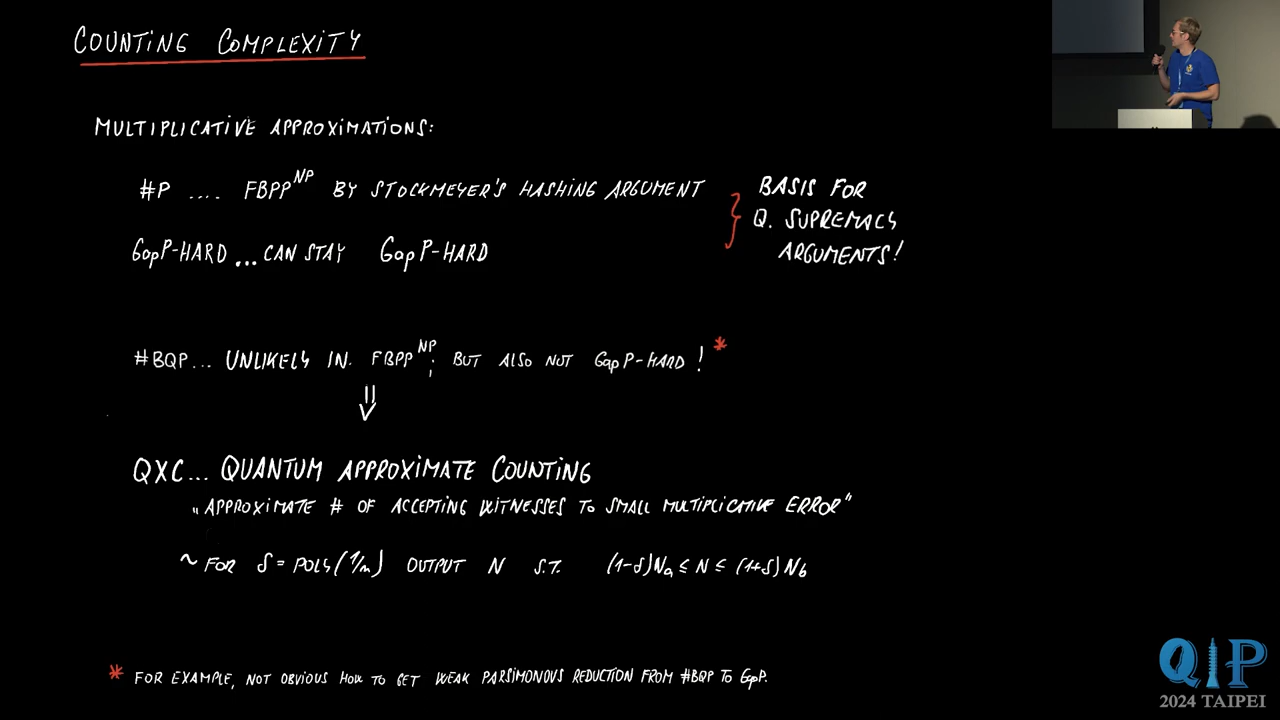 COUNTING COMPLEXITY
MULTIPLICATIVE APPROXIMATIONS:
#P .... FBPP^NP BY STOCKMEYER'S HASHING ARGUMENT
GapP-HARD ... CAN STAY GapP-HARD
BASIS FOR
Q. SUPREMACY
ARGUMENTS!
#BQP... UNLIKELY IN FBPP^NP; BUT ALSO NOT GapP-HARD! *
⇓
QXC... QUANTUM APPROXIMATE COUNTING
"APPROXIMATE # OF ACCEPTING WITNESSES TO SMALL MULTIPLICATIVE ERROR"
~ FOR δ = POLY(1/n) OUTPUT N S.T. (1-δ)Na ≤ N ≤ (1+δ)Nb
* FOR EXAMPLE, NOT OBVIOUS HOW TO GET WEAK PARSIMONOUS REDUCTION FROM #BQP TO GapP.
QIP
2024 TAIPEI